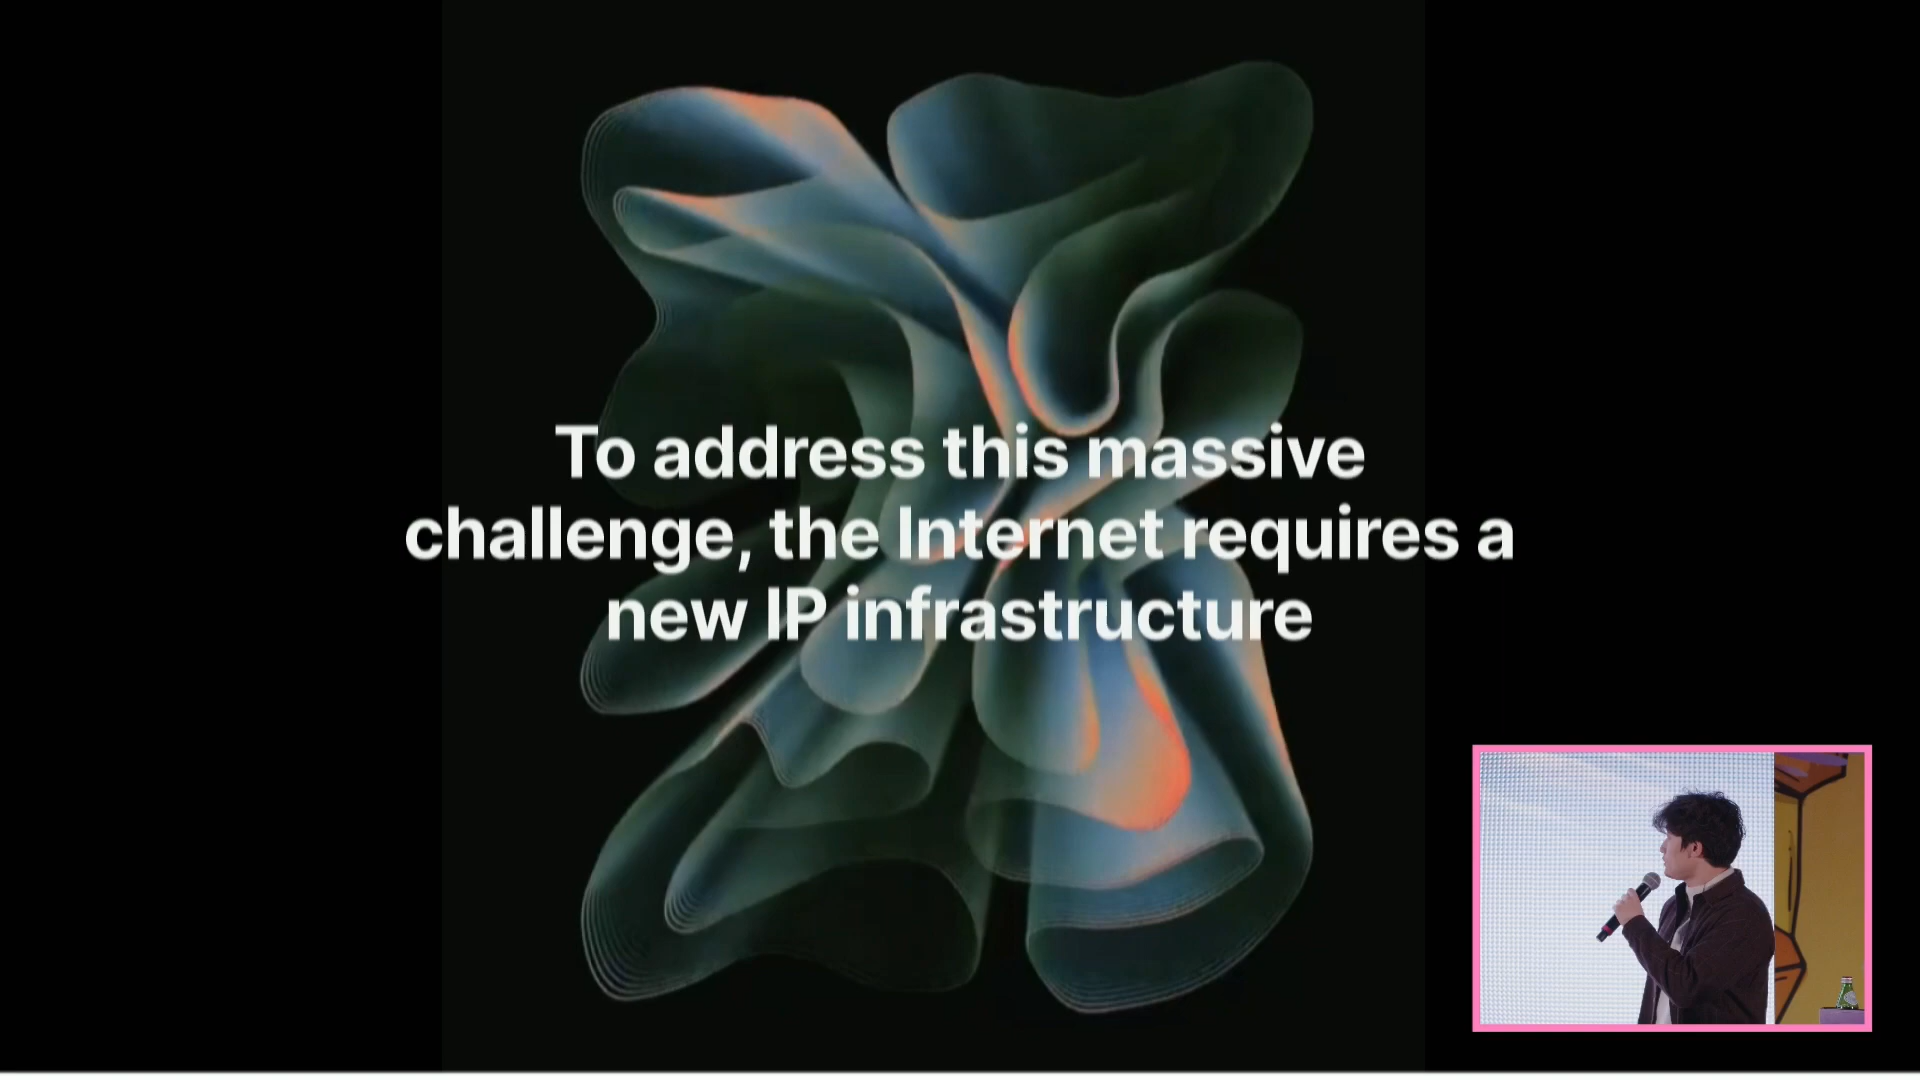 To address this massive
challenge, the Internet requires a
new IP infrastructure